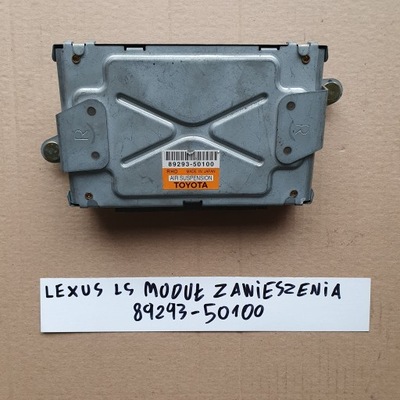 89293-50100
MADE IN JAPAN
AIR SUSPENSION
TOYOTA
LEXUS LS MODUŁ ZAWIESZENIA
89293-50100